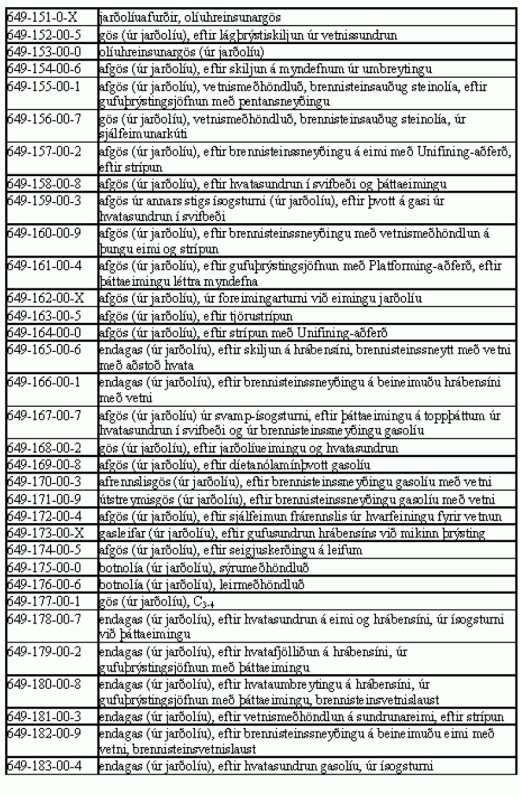 649-151-0-X jarðolíuafurðir, olíuhreinsunargös
649-152-00-5 gös (úr jarðolíu), eftir lágþrýstiskiljun úr vetnissundrun
649-153-00-0 olíuhreinsunargös (úr jarðolíu)
649-154-00-6 afgös (úr jarðolíu), eftir skiljun á myndefnum úr umbreytingu
649-155-00-1 afgös (úr jarðolíu), vetnismeðhöndluð, brennisteinsauðug steinolía, eftir
gufuþrýstingsjöfnun með pentansneyðingu
649-156-00-7 gös (úr jarðolíu), vetnismeðhöndluð, brennisteinsauðug steinolía, úr
sjálfeimunarkúti
649-157-00-2 afgös (úr jarðolíu), eftir brennisteinssneyðingu á eimi með Unifining-aðferð,
eftir strípun
649-158-00-8 afgös (úr jarðolíu), eftir hvatasundrun í svifbeði og þáttaeimingu
649-159-00-3 afgös úr annars stigs ísogsturni (úr jarðolíu), eftir þvott á gasi úr
hvatasundrun í svifbeði
649-160-00-9 afgös (úr jarðolíu), eftir brennisteinssneyðingu með vetnismeðhöndlun á
þungu eimi og strípun
649-161-00-4 afgös (úr jarðolíu), eftir gufuþrýstingsjöfnun með Platforming-aðferð, eftir
þáttaeimingu léttra myndefna
649-162-00-X afgös (úr jarðolíu), úr foreimingarturni við eimingu jarðolíu
649-163-00-5 afgös (úr jarðolíu), eftir tjörustrípun
649-164-00-0 afgös (úr jarðolíu), eftir strípun með Unifining-aðferð
649-165-00-6 endagas (úr jarðolíu), eftir skiljun á hrábensíni, brennisteinssneytt með vetni
með aðstoð hvata
649-166-00-1 endagas (úr jarðolíu), eftir brennisteinssneyðingu á beineimuðu hrábensíni
með vetni
649-167-00-7 afgös (úr jarðolíu) úr svamp-ísogsturni, eftir þáttaeimingu á toppþáttum úr
hvatasundrun í svifbeði og úr brennisteinssneyðingu gasolíu
649-168-00-2 gös (úr jarðolíu), eftir jarðolíueimingu og hvatasundrun
649-169-00-8 afgös (úr jarðolíu), eftir díetanólamínþvott gasolíu
649-170-00-3 afrennslisgös (úr jarðolíu), eftir brennisteinssneyðingu gasolíu með vetni
649-171-00-9 útstreymisgös (úr jarðolíu), eftir brennisteinssneyðingu gasolíu með vetni
649-172-00-4 afgös (úr jarðolíu), eftir sjálfeimun frárennslis úr hvarfeiningu fyrir vetnun
649-173-00-X gasleifar (úr jarðolíu), eftir gufusundrun hrábensíns við mikinn þrýsting
649-174-00-5 afgös (úr jarðolíu), eftir seigjuskerðingu á leifum
649-175-00-0 botnolía (úr jarðolíu), sýrumeðhöndluð
649-176-00-6 botnolía (úr jarðolíu), leirmeðhöndluð
649-177-00-1 gös (úr jarðolíu), C3-4
649-178-00-7 endagas (úr jarðolíu), eftir hvatasundrun á eimi og hrábensíni, úr ísogsturni
við þáttaeimingu
649-179-00-2 endagas (úr jarðolíu), eftir hvatafjölliðun á hrábensíni, úr
gufuþrýstingsjöfnun með þáttaeimingu
649-180-00-8 endagas (úr jarðolíu), eftir hvataumbreytingu á hrábensíni, úr
gufuþrýstingsjöfnun með þáttaeimingu, brennisteinsvetnislaust
649-181-00-3 endagas (úr jarðolíu), eftir vetnismeðhöndlun á sundrunareimi, eftir strípun
649-182-00-9 endagas (úr jarðolíu), eftir brennisteinssneyðingu á beineimuðu eimi með
vetni, brennisteinsvetnislaust
649-183-00-4 endagas (úr jarðolíu), eftir hvatasundrun gasolíu, úr ísogsturni